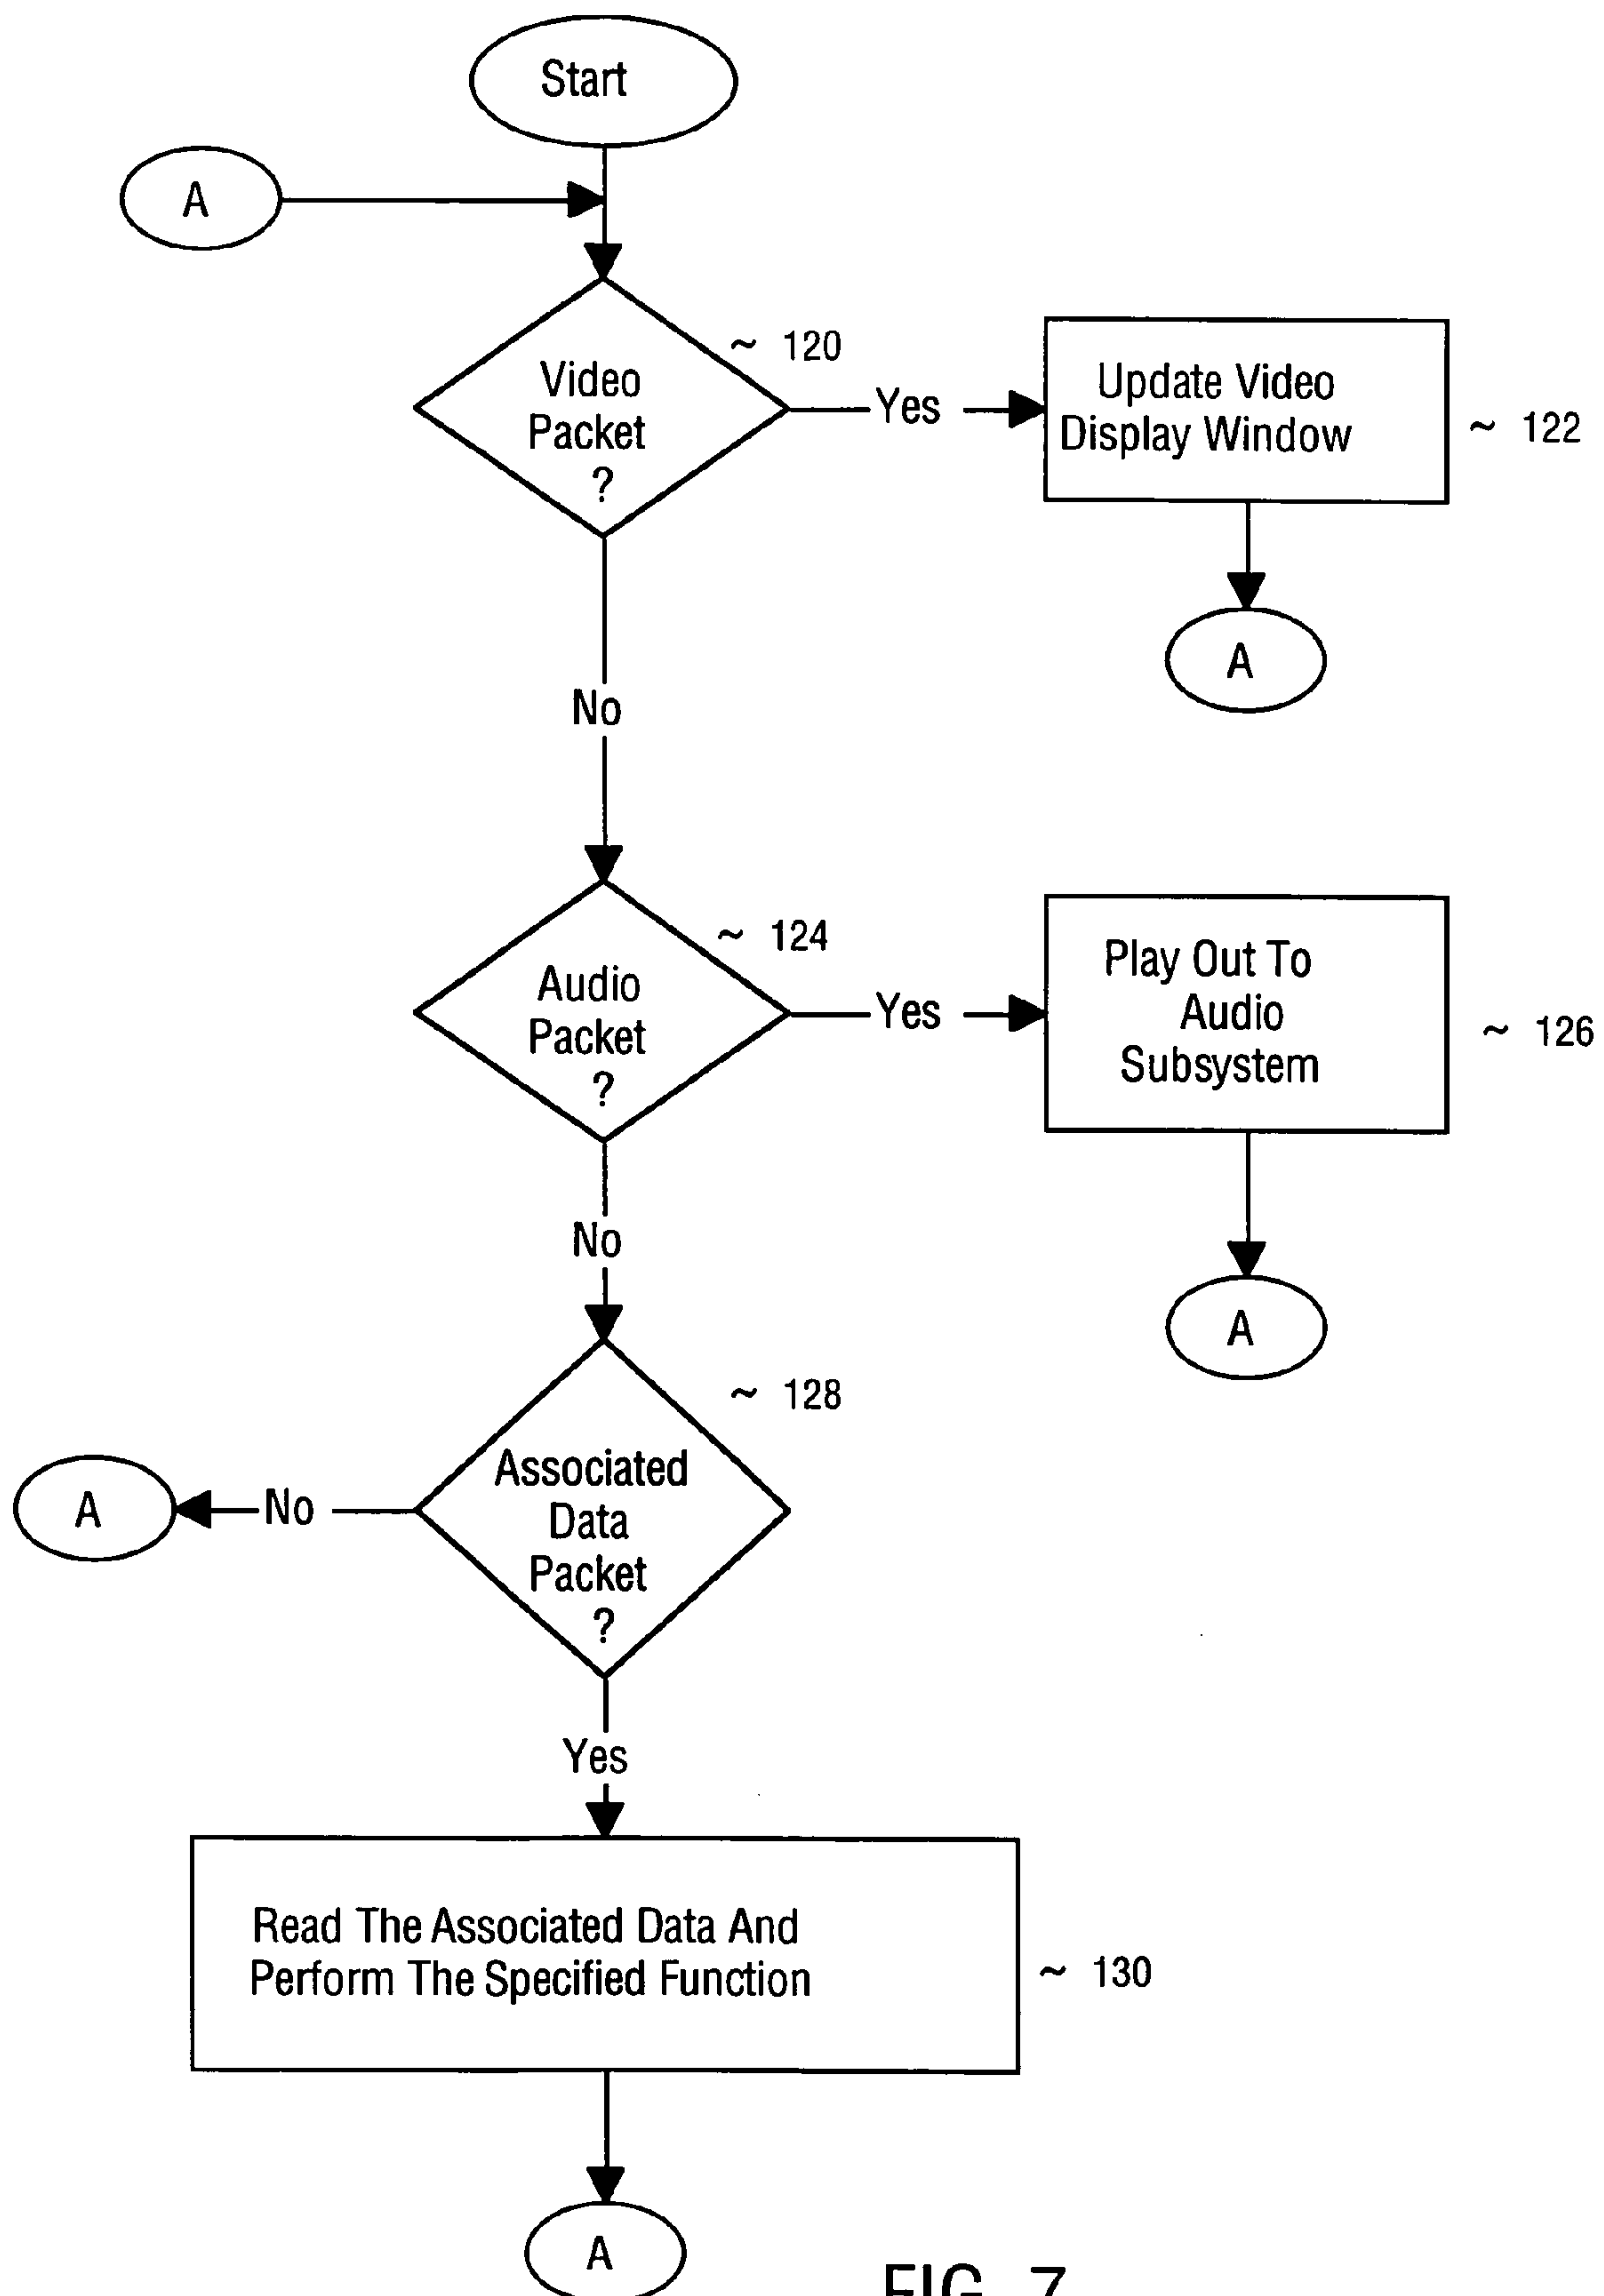 Start
A
~ 120
Video
Packet
?
Yes
Update Video
Display Window
~ 122
A
No
~ 124
Audio
Packet
?
Yes
Play Out To
Audio
Subsystem
~ 126
A
No
~ 128
Associated
Data
Packet
?
No
A
Yes
Read The Associated Data And
Perform The Specified Function
~ 130
A
FIG. 7